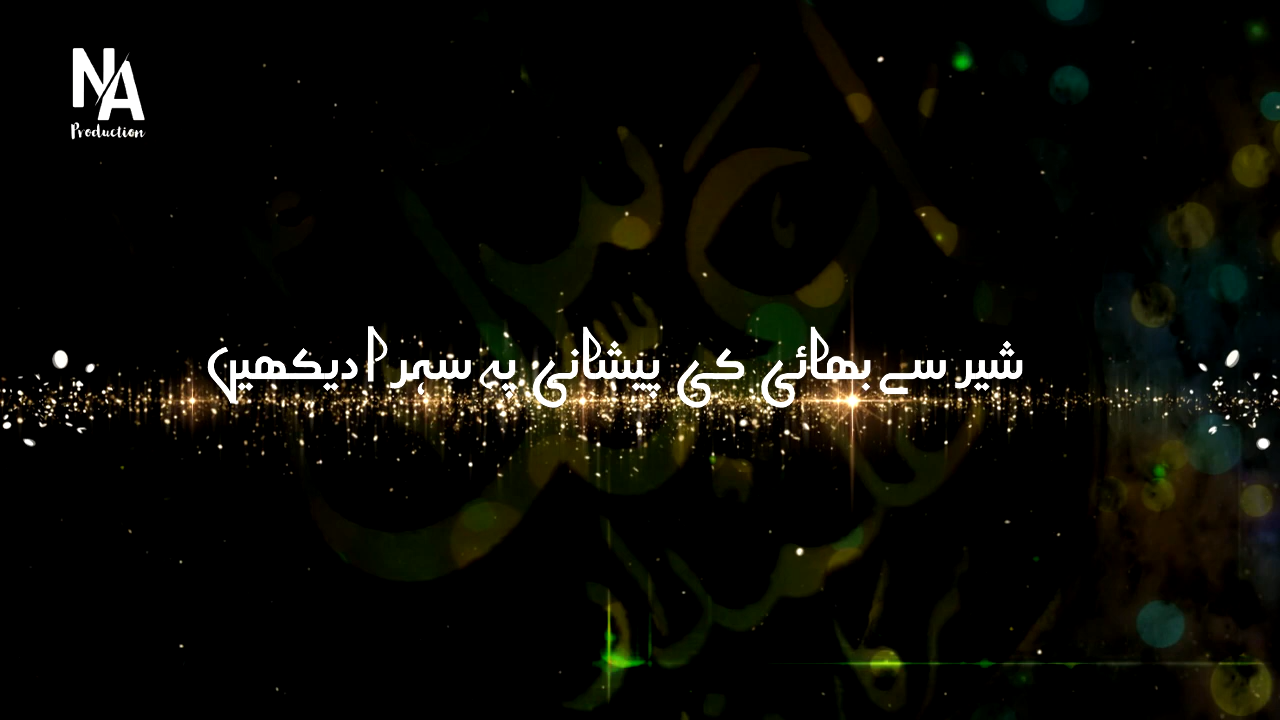 NA
Production
شیر سے بھائی کی پیشانی پہ سہرا دیکھیں